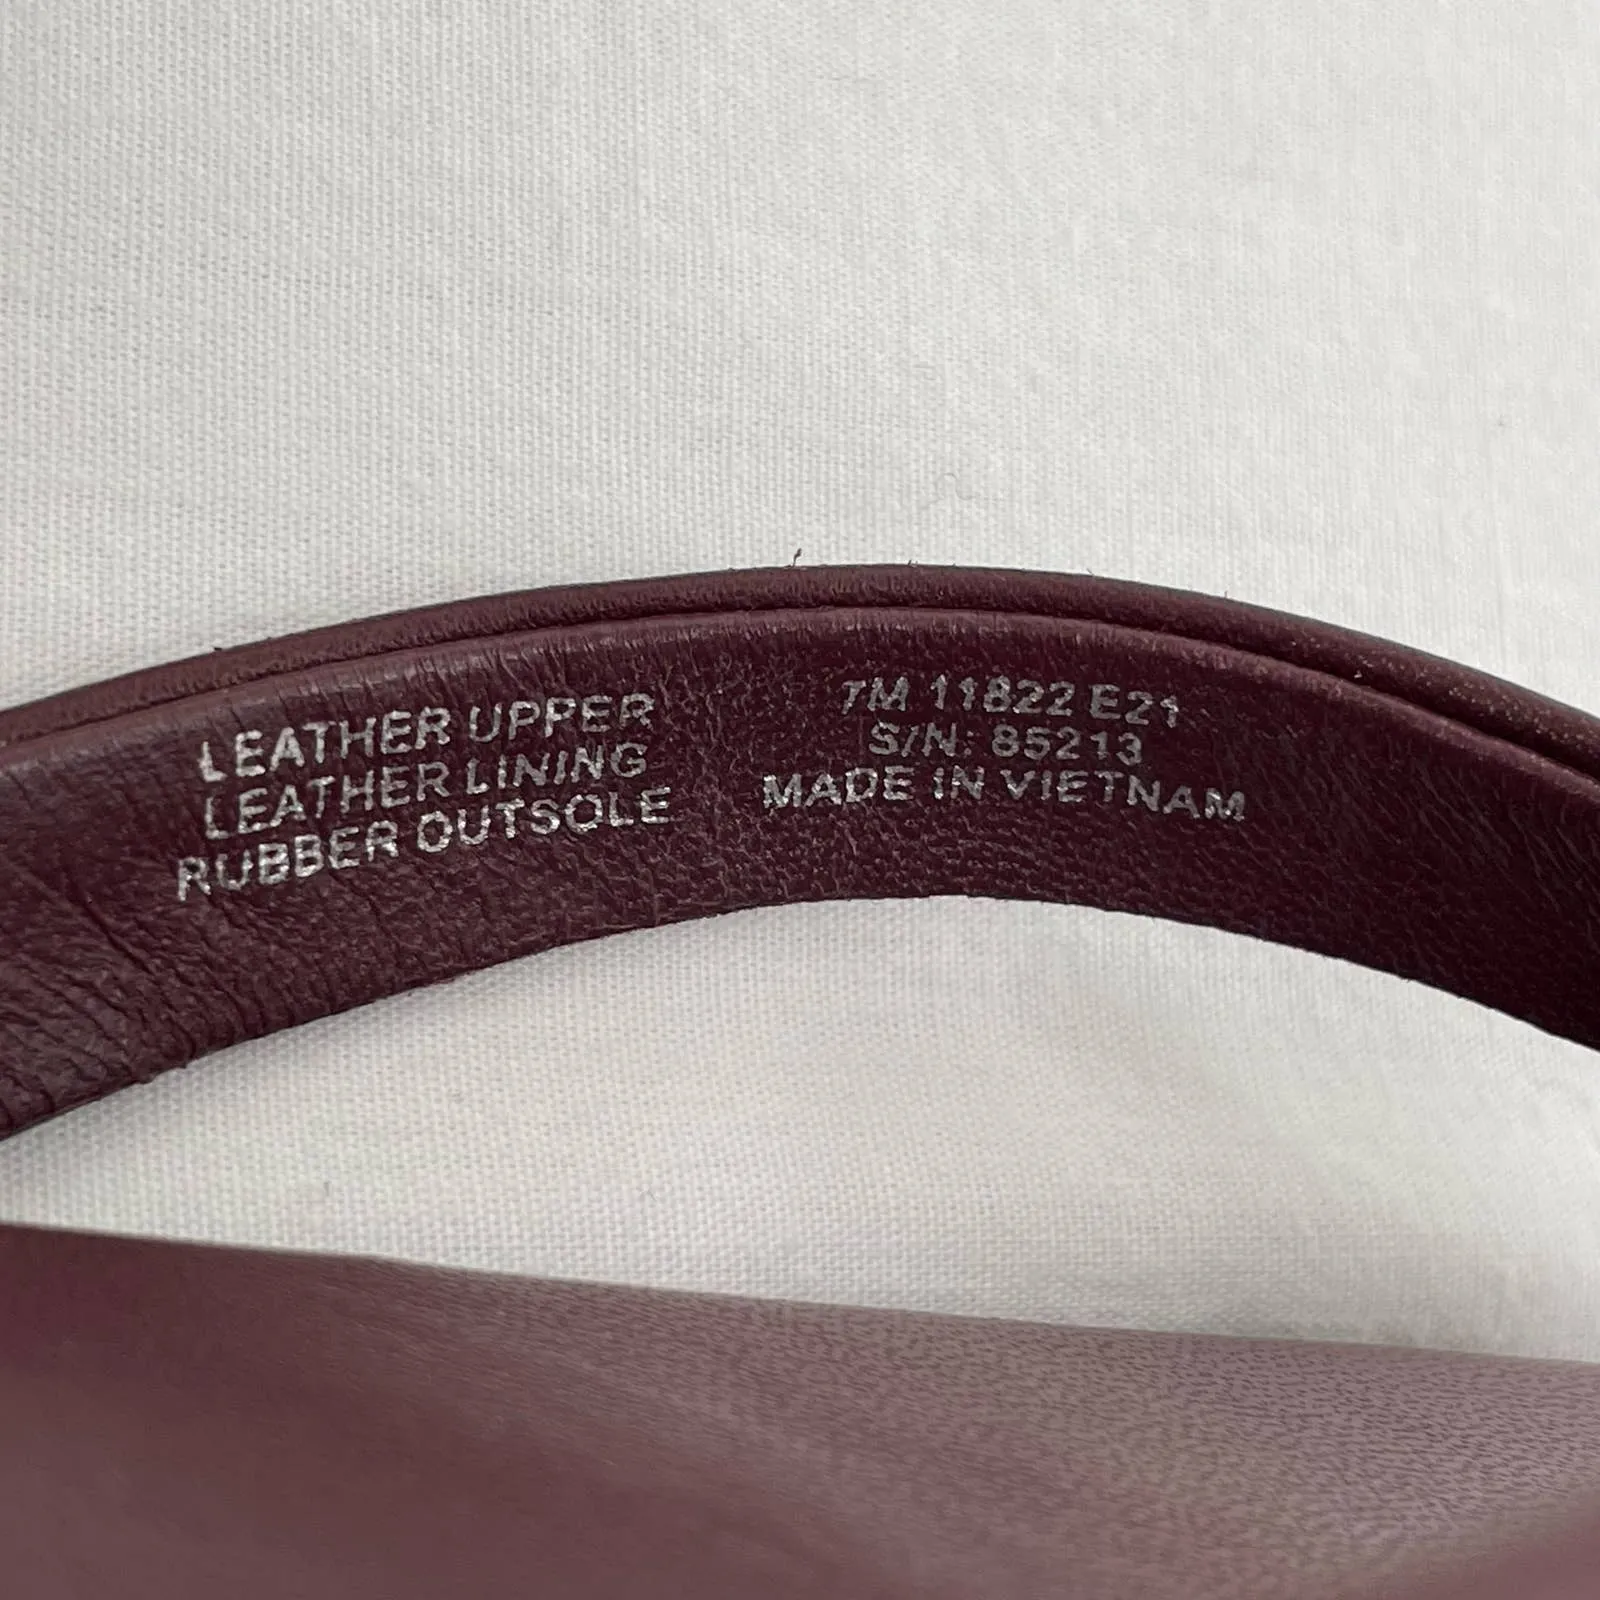 LEATHER UPPER
LEATHER LINING
RUBBER OUTSOLE
7M 11822 E21
S/N: 85213
MADE IN VIETNAM